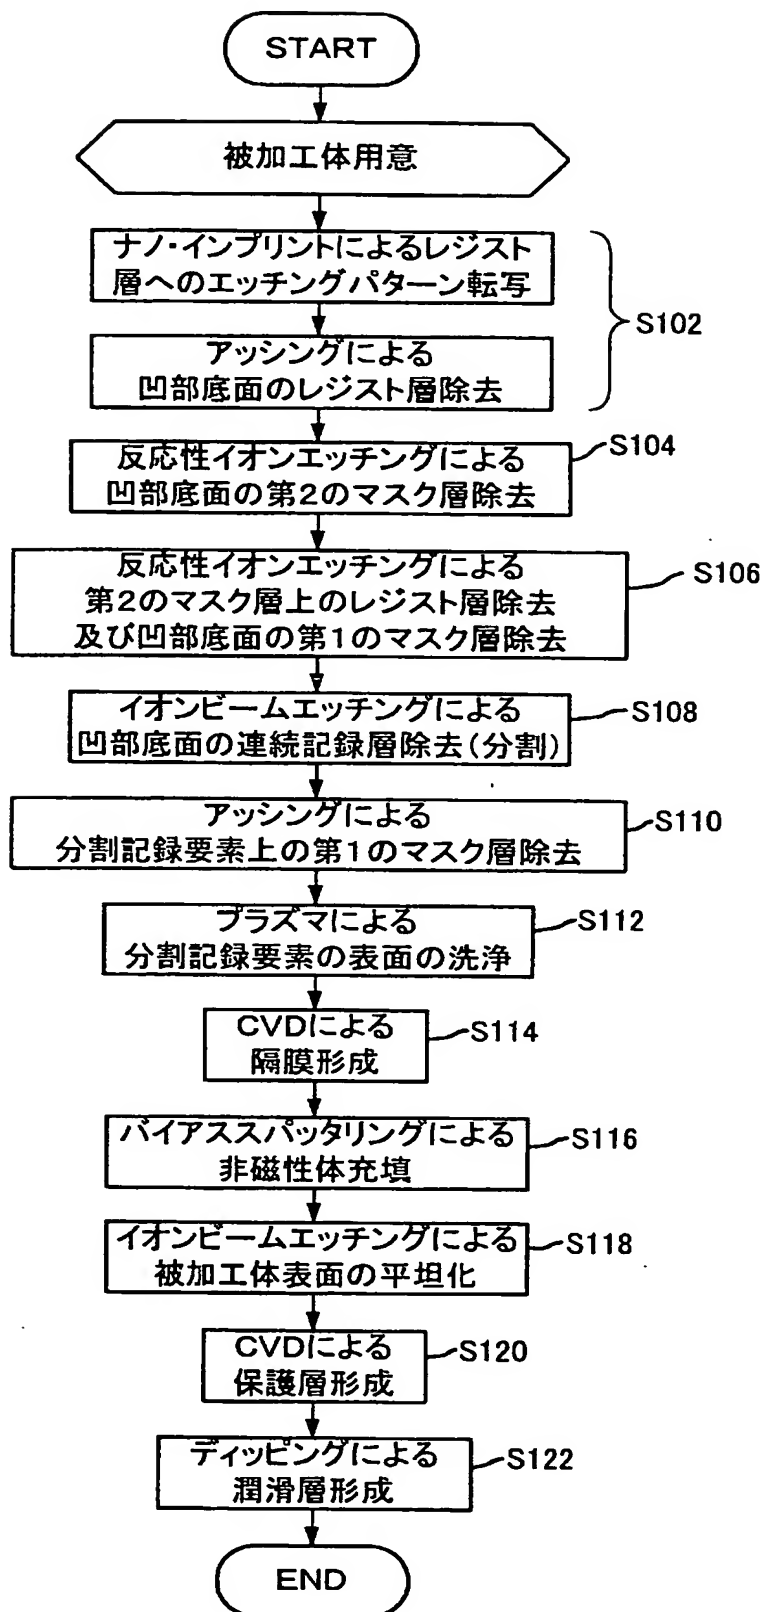 START
被加工体用意
ナノ・インプリントによるレジスト
層へのエッチングパターン転写
S102
アッシングによる
凹部底面のレジスト層除去
S104
反応性イオンエッチングによる
凹部底面の第2のマスク層除去
S106
反応性イオンエッチングによる
第2のマスク層上のレジスト層除去
及び凹部底面の第1のマスク層除去
S108
イオンビームエッチングによる
凹部底面の連続記録層除去(分割)
S110
アッシングによる
分割記録要素上の第1のマスク層除去
S112
プラズマによる
分割記録要素の表面の洗浄
S114
CVDによる
隔膜形成
S116
バイアススパッタリングによる
非磁性体充填
S118
イオンビームエッチングによる
被加工体表面の平坦化
S120
CVDによる
保護層形成
S122
ディッピングによる
潤滑層形成
END